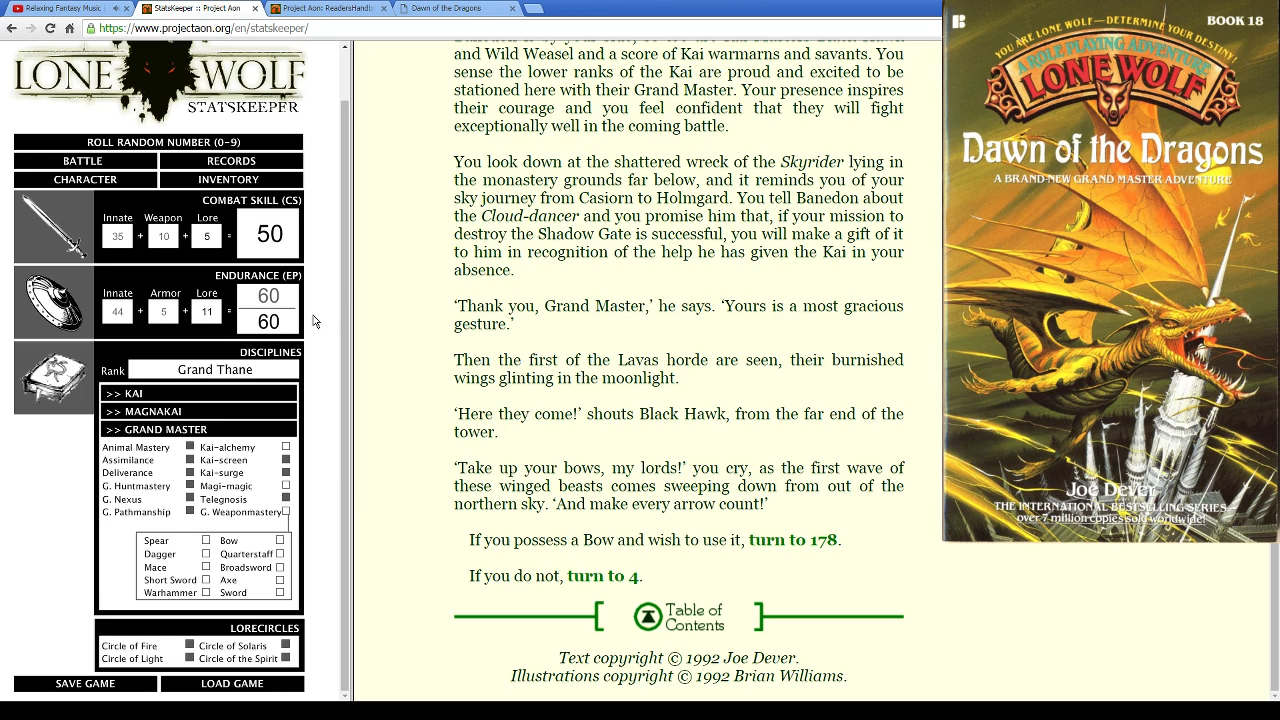 Relaxing Fantasy Music
StatsKeeper :: Project Aon
Project Aon: ReadersHandb
Dawn of the Dragons
https://www.projectaon.org/en/statskeeper/
LONE WOLF
STATSKEEPER
ROLL RANDOM NUMBER (0-9)
BATTLE RECORDS
CHARACTER INVENTORY
COMBAT SKILL (CS)
Innate Weapon Lore
35 + 10 + 5 = 50
ENDURANCE (EP)
Innate Armor Lore 60
44 + 5 + 11 = 60
DISCIPLINES
Rank Grand Thane
>> KAI
>> MAGNAKAI
>> GRAND MASTER
Animal Mastery Kai-alchemy
Assimilance Kai-screen
Deliverance Kai-surge
G. Huntmastery Magi-magic
G. Nexus Telegnosis
G. Pathmanship G. Weaponmastery
Spear Bow
Dagger Quarterstaff
Mace Broadsword
Short Sword Axe
Warhammer Sword
LORECIRCLES
Circle of Fire Circle of Solaris
Circle of Light Circle of the Spirit
SAVE GAME LOAD GAME
and Wild Weasel and a score of Kai warmarns and savants. You
sense the lower ranks of the Kai are proud and excited to be
stationed here with their Grand Master. Your presence inspires
their courage and you feel confident that they will fight
exceptionally well in the coming battle.
You look down at the shattered wreck of the Skyrider lying in
the monastery grounds far below, and it reminds you of your
sky journey from Casiorn to Holmgard. You tell Banedon about
the Cloud-dancer and you promise him that, if your mission to
destroy the Shadow Gate is successful, you will make a gift of it
to him in recognition of the help he has given the Kai in your
absence.
‘Thank you, Grand Master,’ he says. ‘Yours is a most gracious
gesture.’
Then the first of the Lavas horde are seen, their burnished
wings glinting in the moonlight.
‘Here they come!’ shouts Black Hawk, from the far end of the
tower.
‘Take up your bows, my lords!’ you cry, as the first wave of
these winged beasts comes sweeping down from out of the
northern sky. ‘And make every arrow count!’
If you possess a Bow and wish to use it, turn to 178.
If you do not, turn to 4.
Table of
Contents
Text copyright © 1992 Joe Dever.
Illustrations copyright © 1992 Brian Williams.
B
BOOK 18
YOU ARE LONE WOLF—DETERMINE YOUR DESTINY!
A ROLE PLAYING ADVENTURE
LONE WOLF
Dawn of the Dragons
A BRAND-NEW GRAND MASTER ADVENTURE
Joe Dever
THE INTERNATIONAL BESTSELLING SERIES—
over 7 million copies sold worldwide!